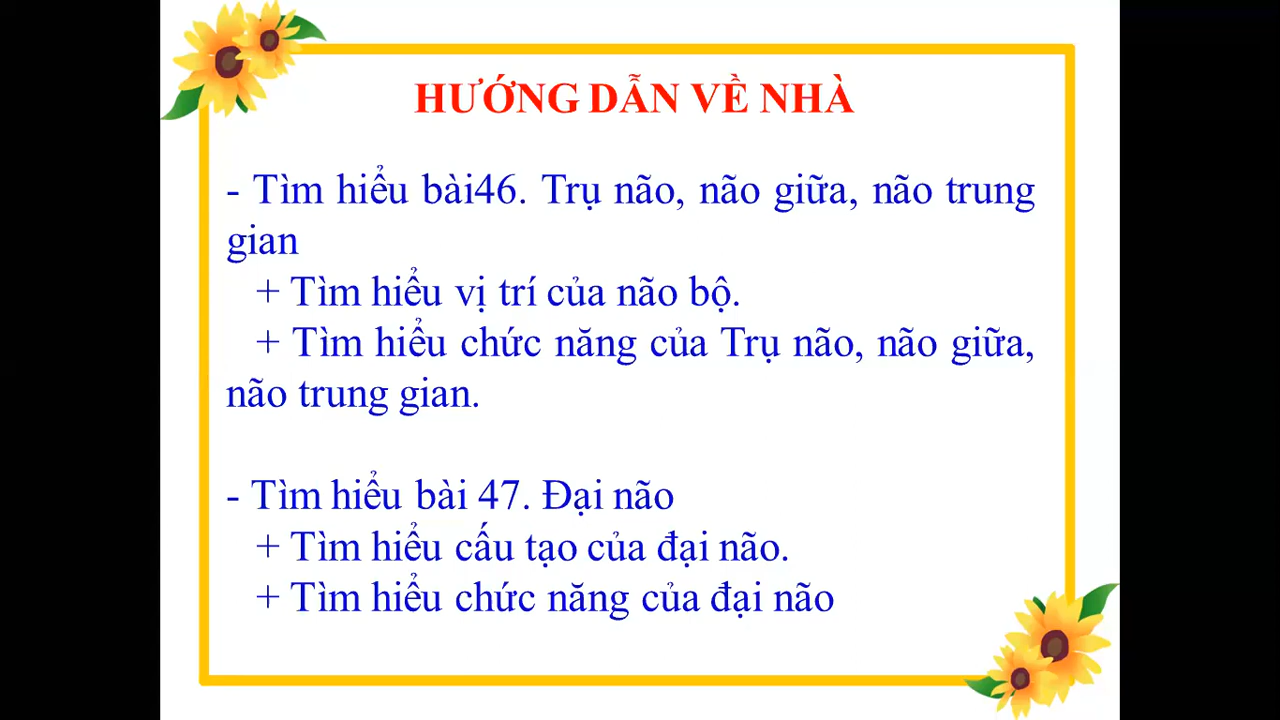 HƯỚNG DẪN VỀ NHÀ
- Tìm hiểu bài46. Trụ não, não giữa, não trung
gian
+ Tìm hiểu vị trí của não bộ.
+ Tìm hiểu chức năng của Trụ não, não giữa,
não trung gian.
- Tìm hiểu bài 47. Đại não
+ Tìm hiểu cấu tạo của đại não.
+ Tìm hiểu chức năng của đại não